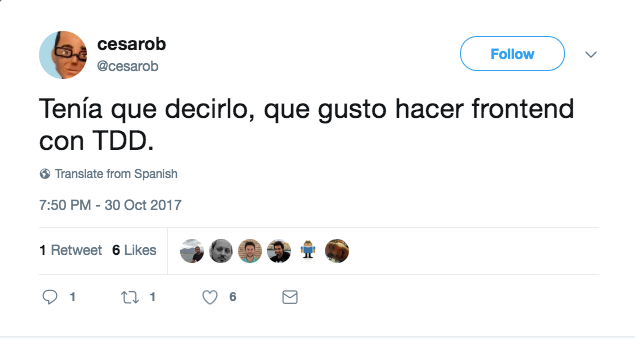 cesarob
@cesarob
Follow
Tenía que decirlo, que gusto hacer frontend
con TDD.
Translate from Spanish
7:50 PM - 30 Oct 2017
1 Retweet 6 Likes
1 1 6